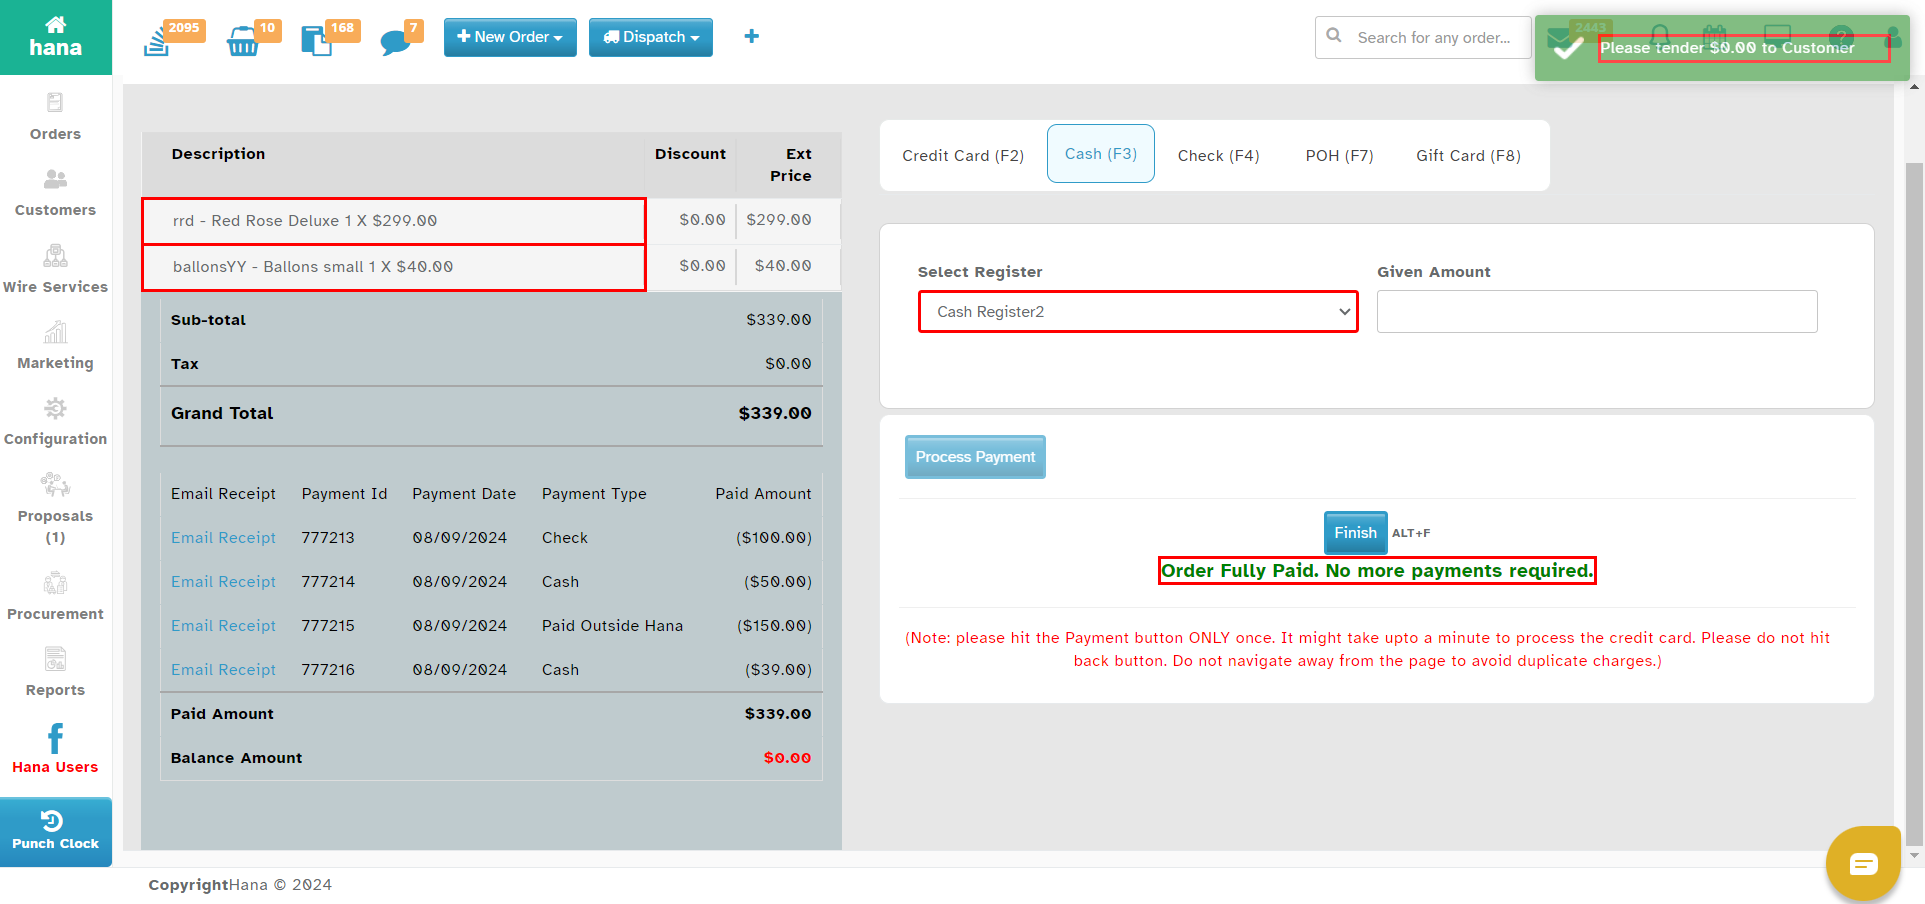 hana
2095
10
168
7
New Order
Dispatch
Search for any order...
2443
Please tender $0.00 to Customer
Orders
Customers
Wire Services
Marketing
Configuration
Proposals
(1)
Procurement
Reports
Hana Users
Punch Clock
Description Discount Ext
Price
rrd - Red Rose Deluxe 1 X $299.00 $0.00 $299.00
ballonsYY - Ballons small 1 X $40.00 $0.00 $40.00
Sub-total $339.00
Tax $0.00
Grand Total $339.00
Email Receipt Payment Id Payment Date Payment Type Paid Amount
Email Receipt 777213 08/09/2024 Check ($100.00)
Email Receipt 777214 08/09/2024 Cash ($50.00)
Email Receipt 777215 08/09/2024 Paid Outside Hana ($150.00)
Email Receipt 777216 08/09/2024 Cash ($39.00)
Paid Amount $339.00
Balance Amount $0.00
Credit Card (F2) Cash (F3) Check (F4) POH (F7) Gift Card (F8)
Select Register Given Amount
Cash Register2
Process Payment
Finish ALT+F
Order Fully Paid. No more payments required.
(Note: please hit the Payment button ONLY once. It might take upto a minute to process the credit card. Please do not hit
back button. Do not navigate away from the page to avoid duplicate charges.)
CopyrightHana © 2024